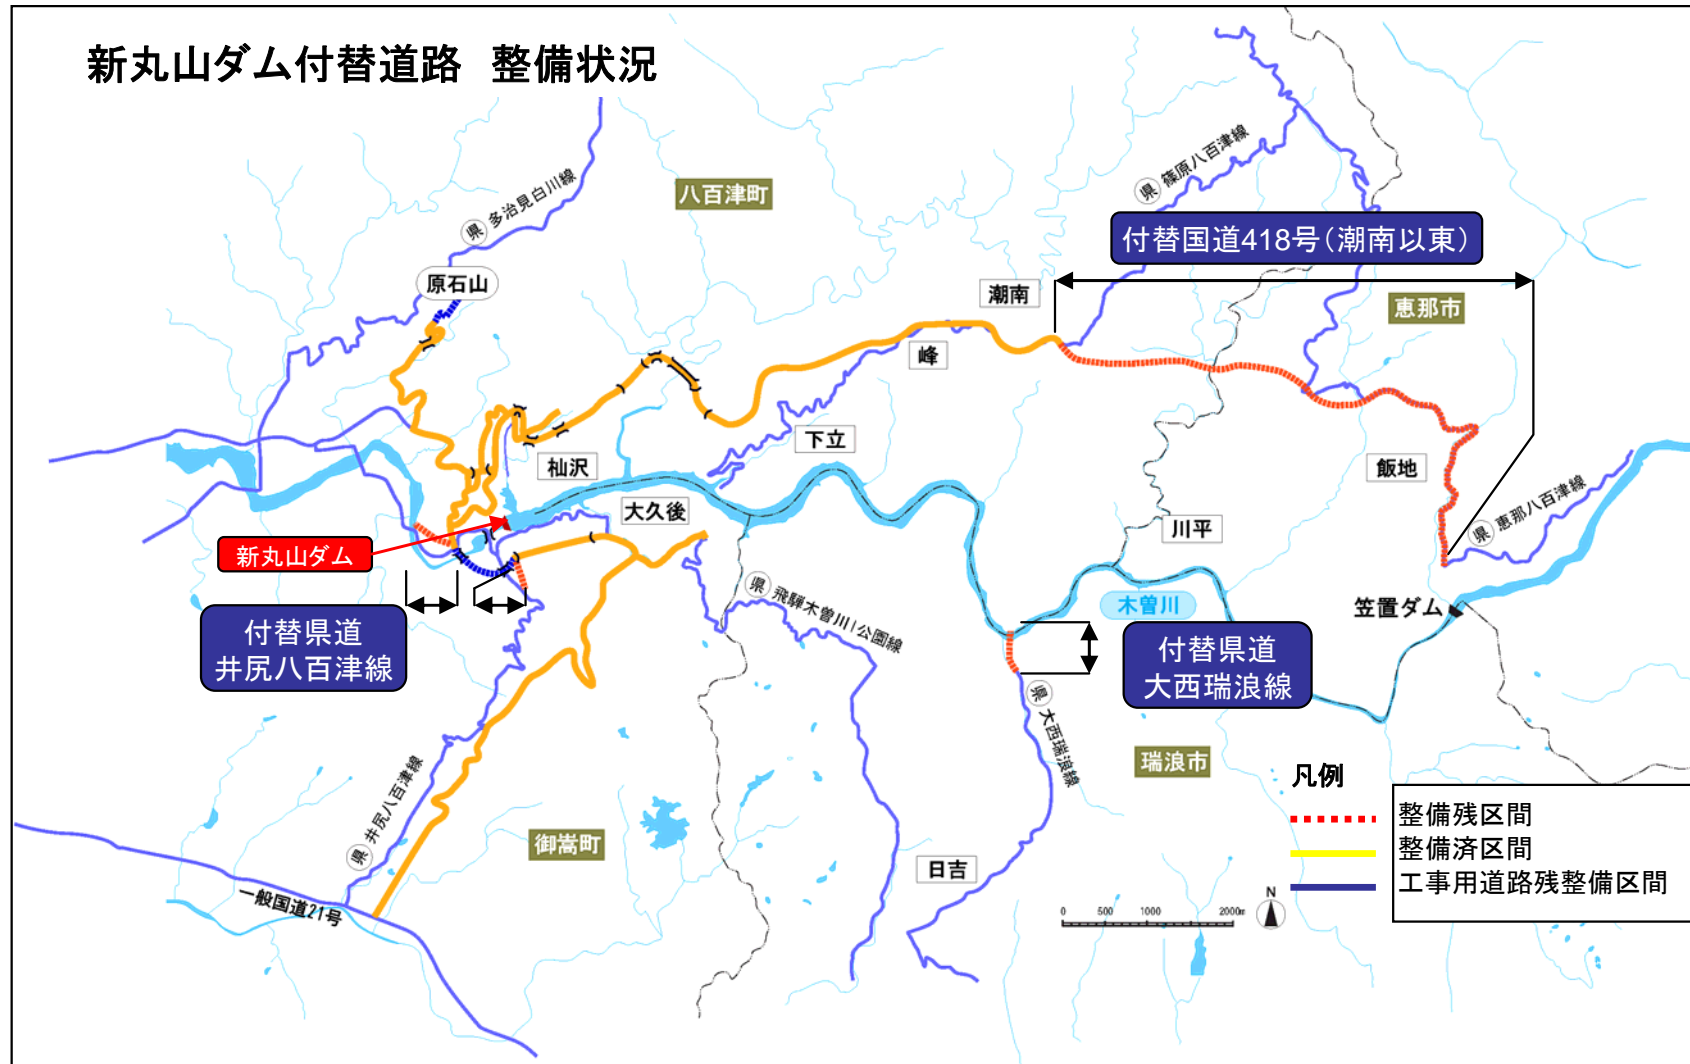 新丸山ダム付替道路 整備状況
八百津町
県 多治見白川線
県 篠原八百津線
付替国道418号（潮南以東）
原石山
潮南
恵那市
峰
下立
杣沢
飯地
大久後
県 恵那八百津線
川平
新丸山ダム
木曽川
笠置ダム
県 飛騨木曽川公園線
付替県道
井尻八百津線
付替県道
大西瑞浪線
県 大西瑞浪線
瑞浪市
県 井尻八百津線
御嵩町
日吉
一般国道21号
凡例
整備残区間
整備済区間
工事用道路残整備区間
0 500 1000 2000m
N